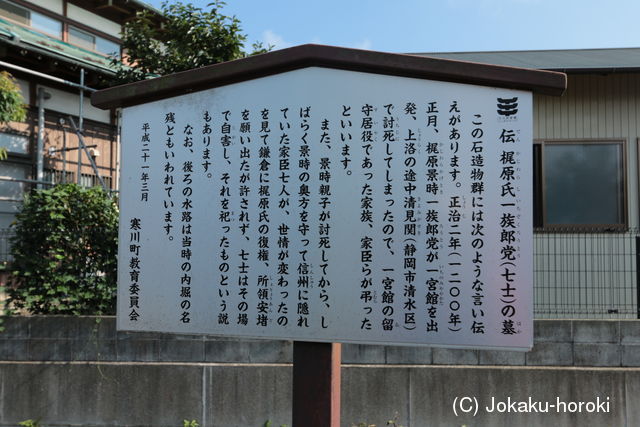 伝 梶原氏一族郎党(七士)の墓
この石造物群には次のような言い伝
えがあります。正治二年(一二〇〇年)
正月、梶原景時一族郎党が一宮館を出
発、上洛の途中清見関(静岡市清水区)
で討死してしまったので、一宮館の留
守居役であった家族、家臣らが弔った
といいます。
また、景時親子が討死してから、し
ばらく景時の奥方を守って信州に隠れ
ていた家臣七人が、世情が変わったの
を見て鎌倉に梶原氏の復権、所領安堵
を願い出たが許されず、七士はその場
で自害し、それを祀ったものという説
もあります。
なお、後ろの水路は当時の内堀の名
残ともいわれています。
平成二十一年三月
寒川町教育委員会
(C) Jokaku-horoki